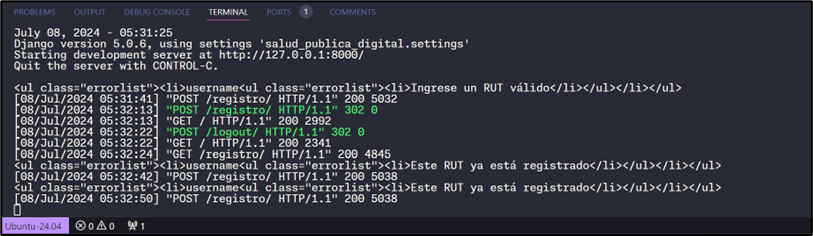 PROBLEMS OUTPUT DEBUG CONSOLE TERMINAL PORTS 1 COMMENTS
July 08, 2024 - 05:31:25
Django version 5.0.6, using settings 'salud_publica_digital.settings'
Starting development server at http://127.0.0.1:8000/
Quit the server with CONTROL-C.
<ul class="errorlist"><li>username<ul class="errorlist"><li>Ingrese un RUT válido</li></ul></li></ul>
[08/Jul/2024 05:31:41] "POST /registro/ HTTP/1.1" 200 5032
[08/Jul/2024 05:32:13] "POST /registro/ HTTP/1.1" 302 0
[08/Jul/2024 05:32:13] "GET / HTTP/1.1" 200 2992
[08/Jul/2024 05:32:22] "POST /logout/ HTTP/1.1" 302 0
[08/Jul/2024 05:32:22] "GET / HTTP/1.1" 200 2341
[08/Jul/2024 05:32:24] "GET /registro/ HTTP/1.1" 200 4845
<ul class="errorlist"><li>username<ul class="errorlist"><li>Este RUT ya está registrado</li></ul></li></ul>
[08/Jul/2024 05:32:42] "POST /registro/ HTTP/1.1" 200 5038
<ul class="errorlist"><li>username<ul class="errorlist"><li>Este RUT ya está registrado</li></ul></li></ul>
[08/Jul/2024 05:32:50] "POST /registro/ HTTP/1.1" 200 5038
Ubuntu-24.04 0 0 1